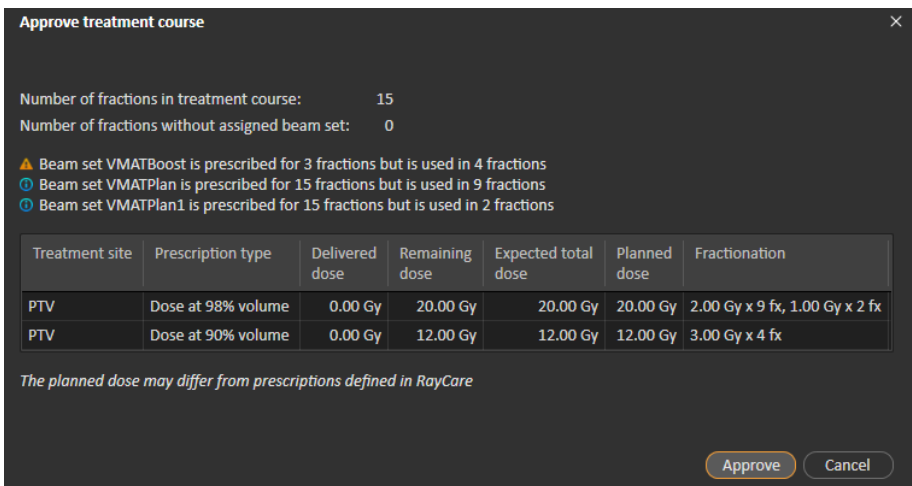 Approve treatment course
Number of fractions in treatment course: 15
Number of fractions without assigned beam set: 0
Beam set VMATBoost is prescribed for 3 fractions but is used in 4 fractions
Beam set VMATPlan is prescribed for 15 fractions but is used in 9 fractions
Beam set VMATPlan1 is prescribed for 15 fractions but is used in 2 fractions
Treatment site Prescription type Delivered dose Remaining dose Expected total dose Planned dose Fractionation
PTV Dose at 98% volume 0.00 Gy 20.00 Gy 20.00 Gy 20.00 Gy 2.00 Gy x 9 fx, 1.00 Gy x 2 fx
PTV Dose at 90% volume 0.00 Gy 12.00 Gy 12.00 Gy 12.00 Gy 3.00 Gy x 4 fx
The planned dose may differ from prescriptions defined in RayCare
Approve Cancel